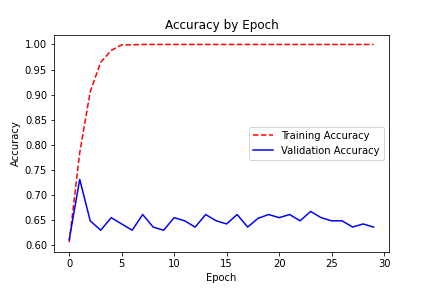 Accuracy by Epoch
1.00
0.95
0.90
0.85
0.80
0.75
0.70
0.65
0.60
Accuracy
Training Accuracy
Validation Accuracy
0 5 10 15 20 25 30
Epoch